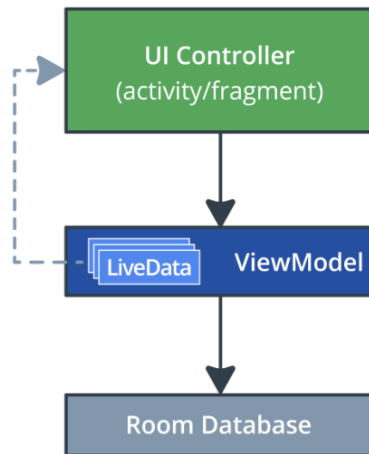 UI Controller
(activity/fragment)
LiveData
ViewModel
Room Database